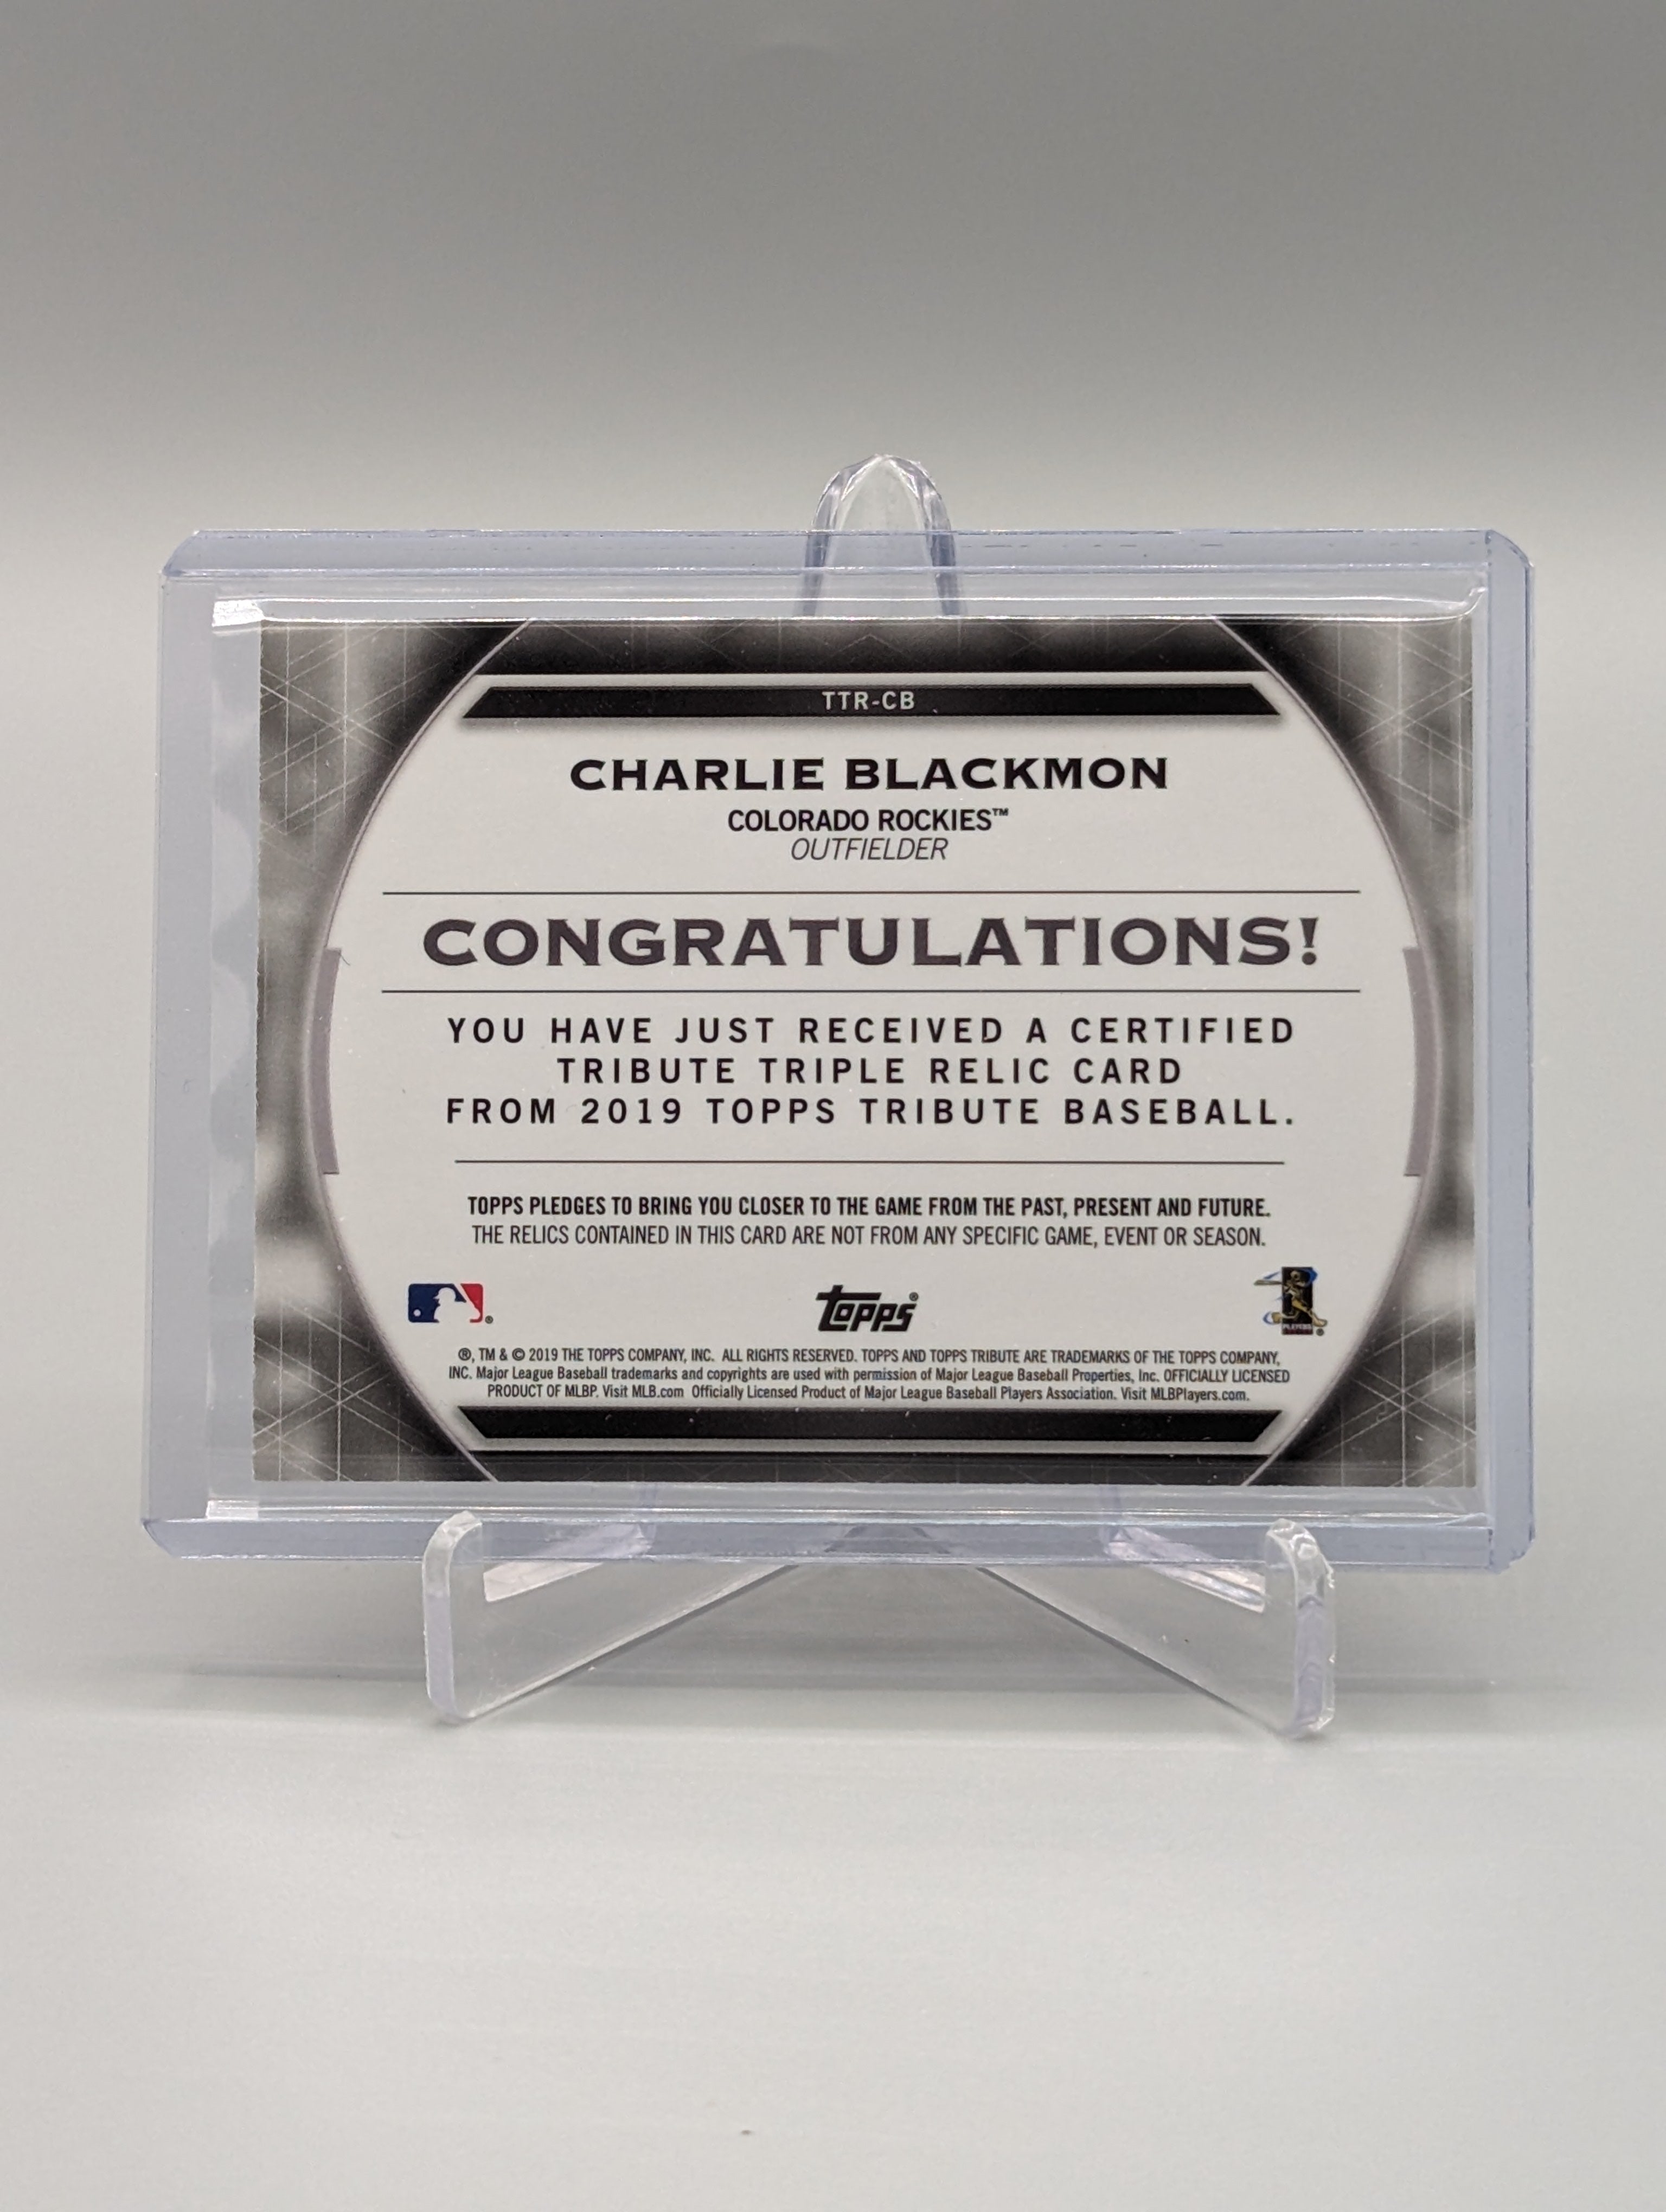 TTR-CB
CHARLIE BLACKMON
COLORADO ROCKIES™
OUTFIELDER
CONGRATULATIONS!
YOU HAVE JUST RECEIVED A CERTIFIED
TRIBUTE TRIPLE RELIC CARD
FROM 2019 TOPPS TRIBUTE BASEBALL.
TOPPS PLEDGES TO BRING YOU CLOSER TO THE GAME FROM THE PAST, PRESENT AND FUTURE.
THE RELICS CONTAINED IN THIS CARD ARE NOT FROM ANY SPECIFIC GAME, EVENT OR SEASON.
® topps® PLAYERS ®
®, TM & © 2019 THE TOPPS COMPANY, INC. ALL RIGHTS RESERVED. TOPPS AND TOPPS TRIBUTE ARE TRADEMARKS OF THE TOPPS COMPANY,
INC. Major League Baseball trademarks and copyrights are used with permission of Major League Baseball Properties, Inc. OFFICIALLY LICENSED
PRODUCT OF MLBP. Visit MLB.com Officially Licensed Product of Major League Baseball Players Association. Visit MLBPlayers.com.